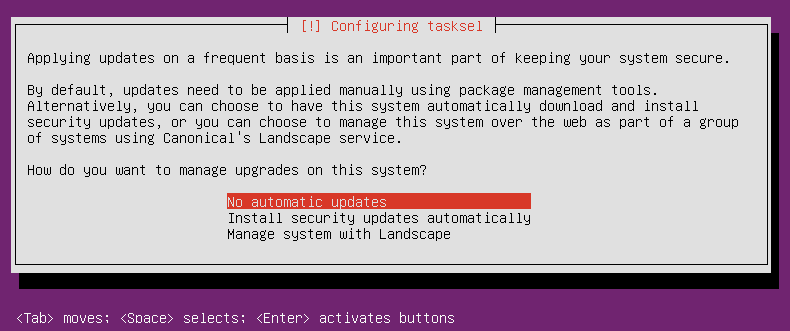 [!] Configuring tasksel
Applying updates on a frequent basis is an important part of keeping your system secure.
By default, updates need to be applied manually using package management tools.
Alternatively, you can choose to have this system automatically download and install
security updates, or you can choose to manage this system over the web as part of a group
of systems using Canonical's Landscape service.
How do you want to manage upgrades on this system?
No automatic updates
Install security updates automatically
Manage system with Landscape
<Tab> moves; <Space> selects; <Enter> activates buttons